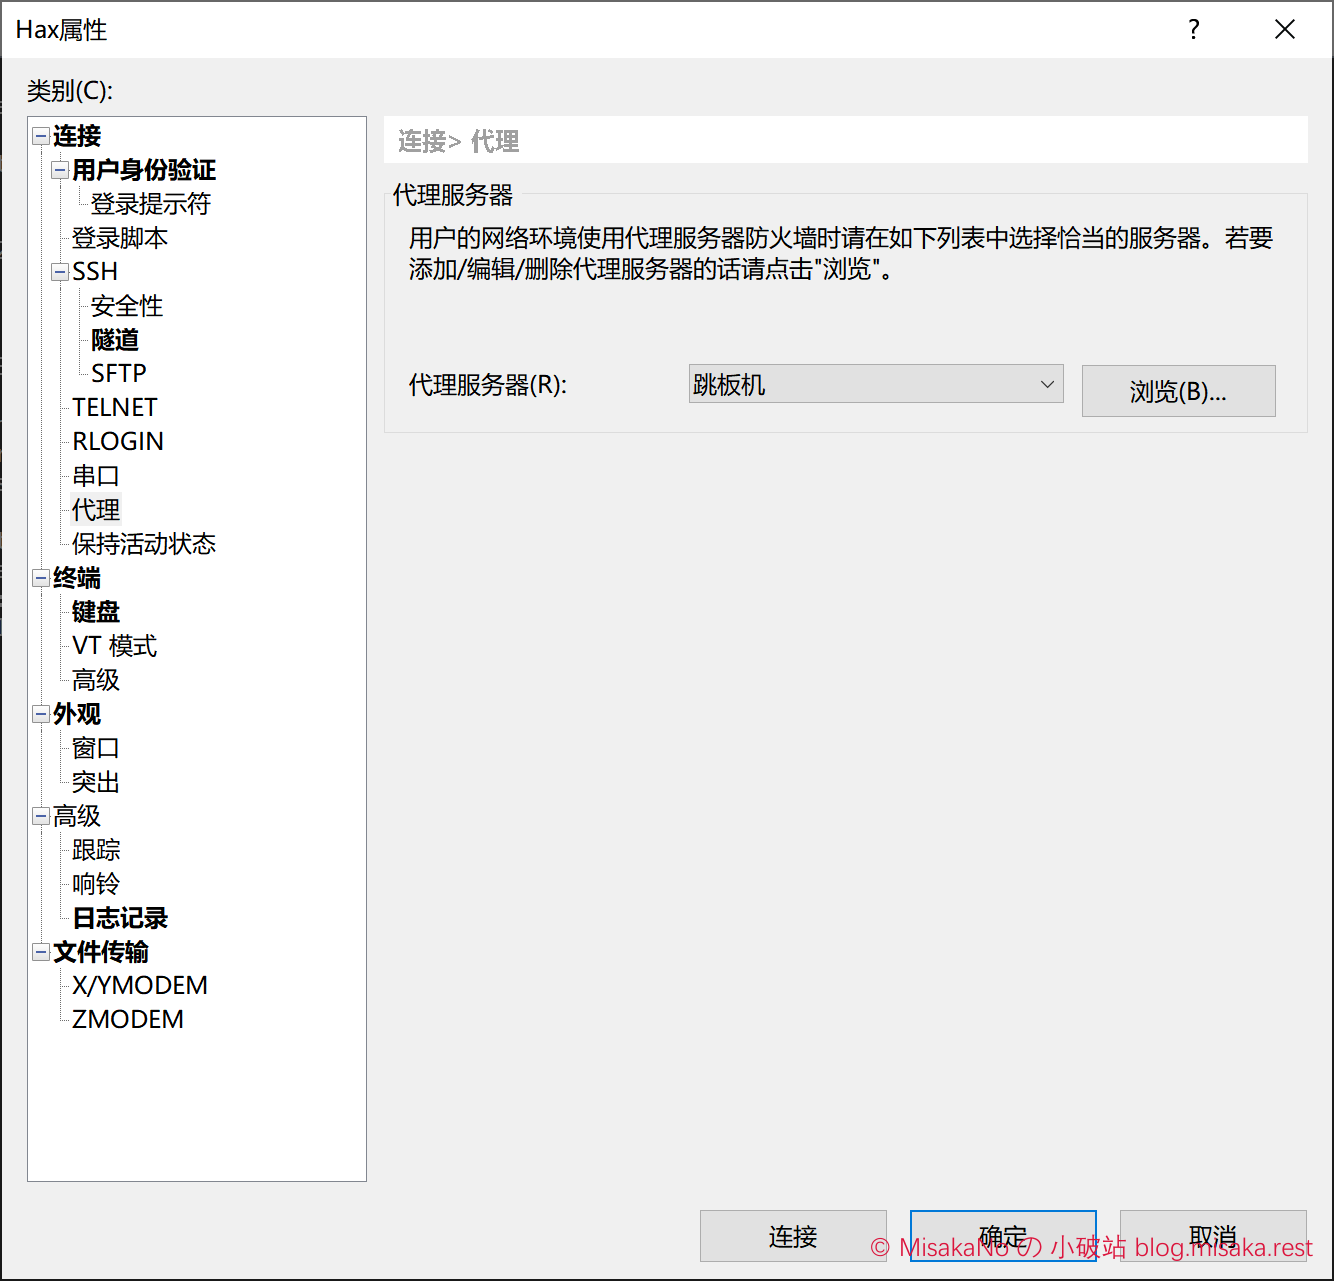 Hax属性
?
类别(C):
连接
用户身份验证
登录提示符
登录脚本
SSH
安全性
隧道
SFTP
TELNET
RLOGIN
串口
代理
保持活动状态
终端
键盘
VT 模式
高级
外观
窗口
突出
高级
跟踪
响铃
日志记录
文件传输
X/YMODEM
ZMODEM
连接> 代理
代理服务器
用户的网络环境使用代理服务器防火墙时请在如下列表中选择恰当的服务器。若要
添加/编辑/删除代理服务器的话请点击"浏览"。
代理服务器(R):
跳板机
浏览(B)...
连接
确定
取消
© MisakaNo の 小破站 blog.misaka.rest